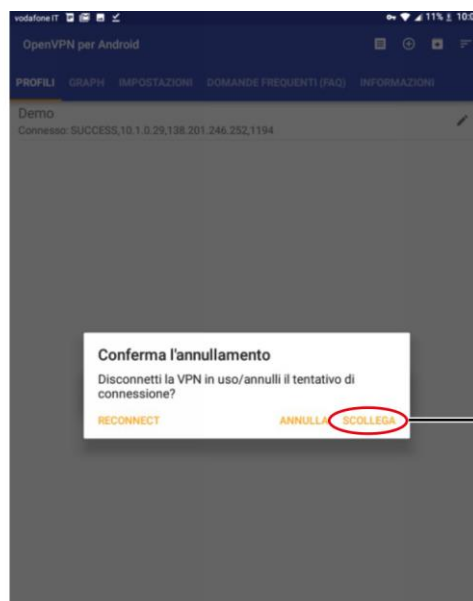 vodafone IT 11% 10:0
OpenVPN per Android
PROFILI GRAPH IMPOSTAZIONI DOMANDE FREQUENTI (FAQ) INFORMAZIONI
Demo
Connesso: SUCCESS,10.1.0.29,138.201.246.252,1194
Conferma l'annullamento
Disconnetti la VPN in uso/annulli il tentativo di
connessione?
RECONNECT ANNULLA SCOLLEGA